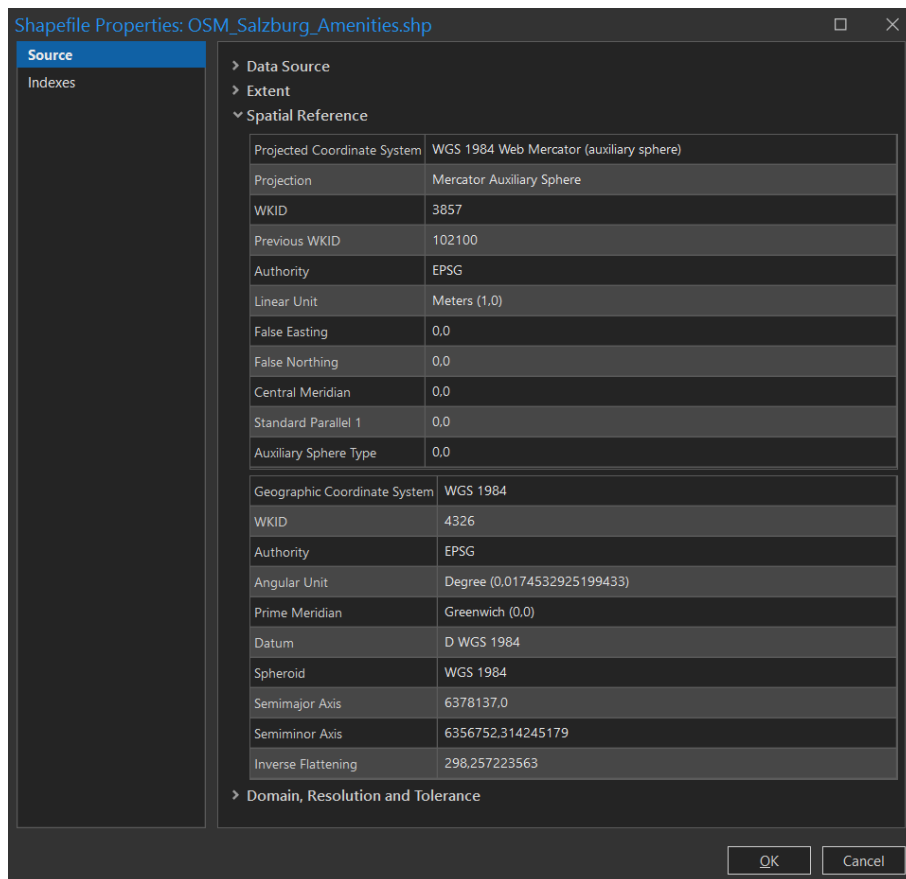 Shapefile Properties: OSM_Salzburg_Amenities.shp
Source
Indexes
Data Source
Extent
Spatial Reference
Projected Coordinate System WGS 1984 Web Mercator (auxiliary sphere)
Projection Mercator Auxiliary Sphere
WKID 3857
Previous WKID 102100
Authority EPSG
Linear Unit Meters (1,0)
False Easting 0,0
False Northing 0,0
Central Meridian 0,0
Standard Parallel 1 0,0
Auxiliary Sphere Type 0,0
Geographic Coordinate System WGS 1984
WKID 4326
Authority EPSG
Angular Unit Degree (0,0174532925199433)
Prime Meridian Greenwich (0,0)
Datum D WGS 1984
Spheroid WGS 1984
Semimajor Axis 6378137,0
Semiminor Axis 6356752,314245179
Inverse Flattening 298,257223563
Domain, Resolution and Tolerance
OK Cancel